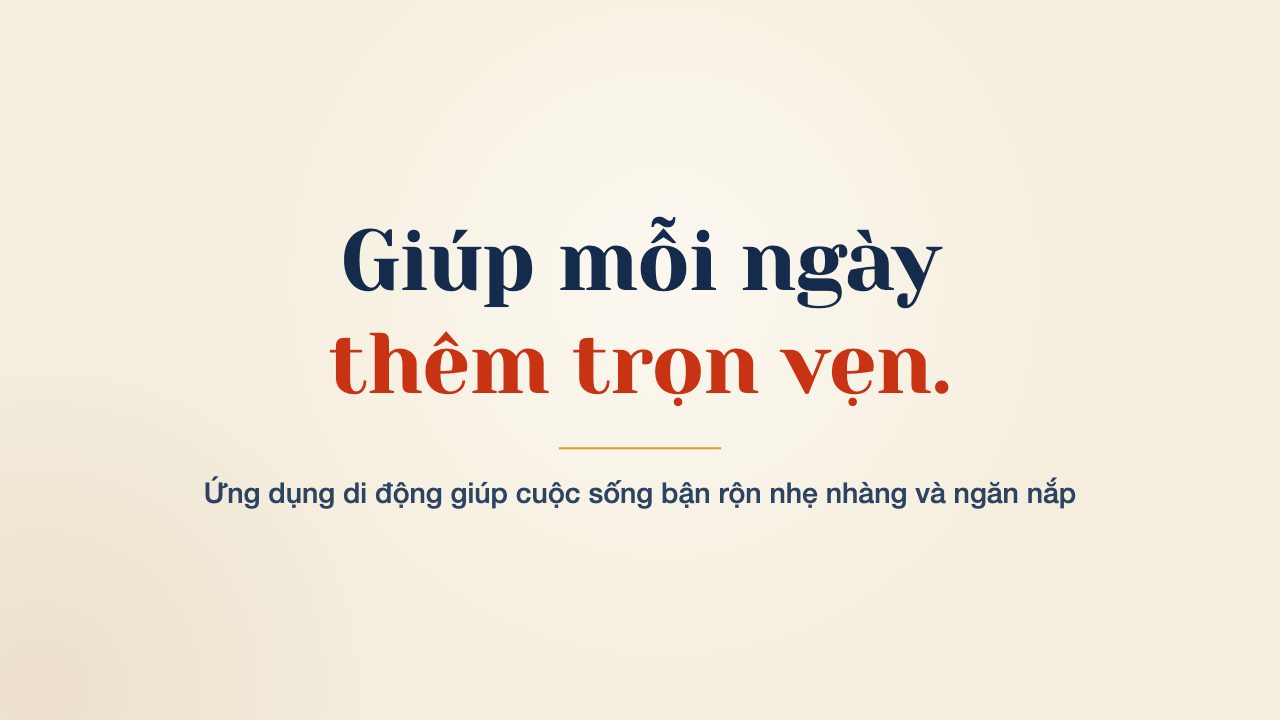 Giúp mỗi ngày
thêm trọn vẹn.
Ứng dụng di động giúp cuộc sống bận rộn nhẹ nhàng và ngăn nắp